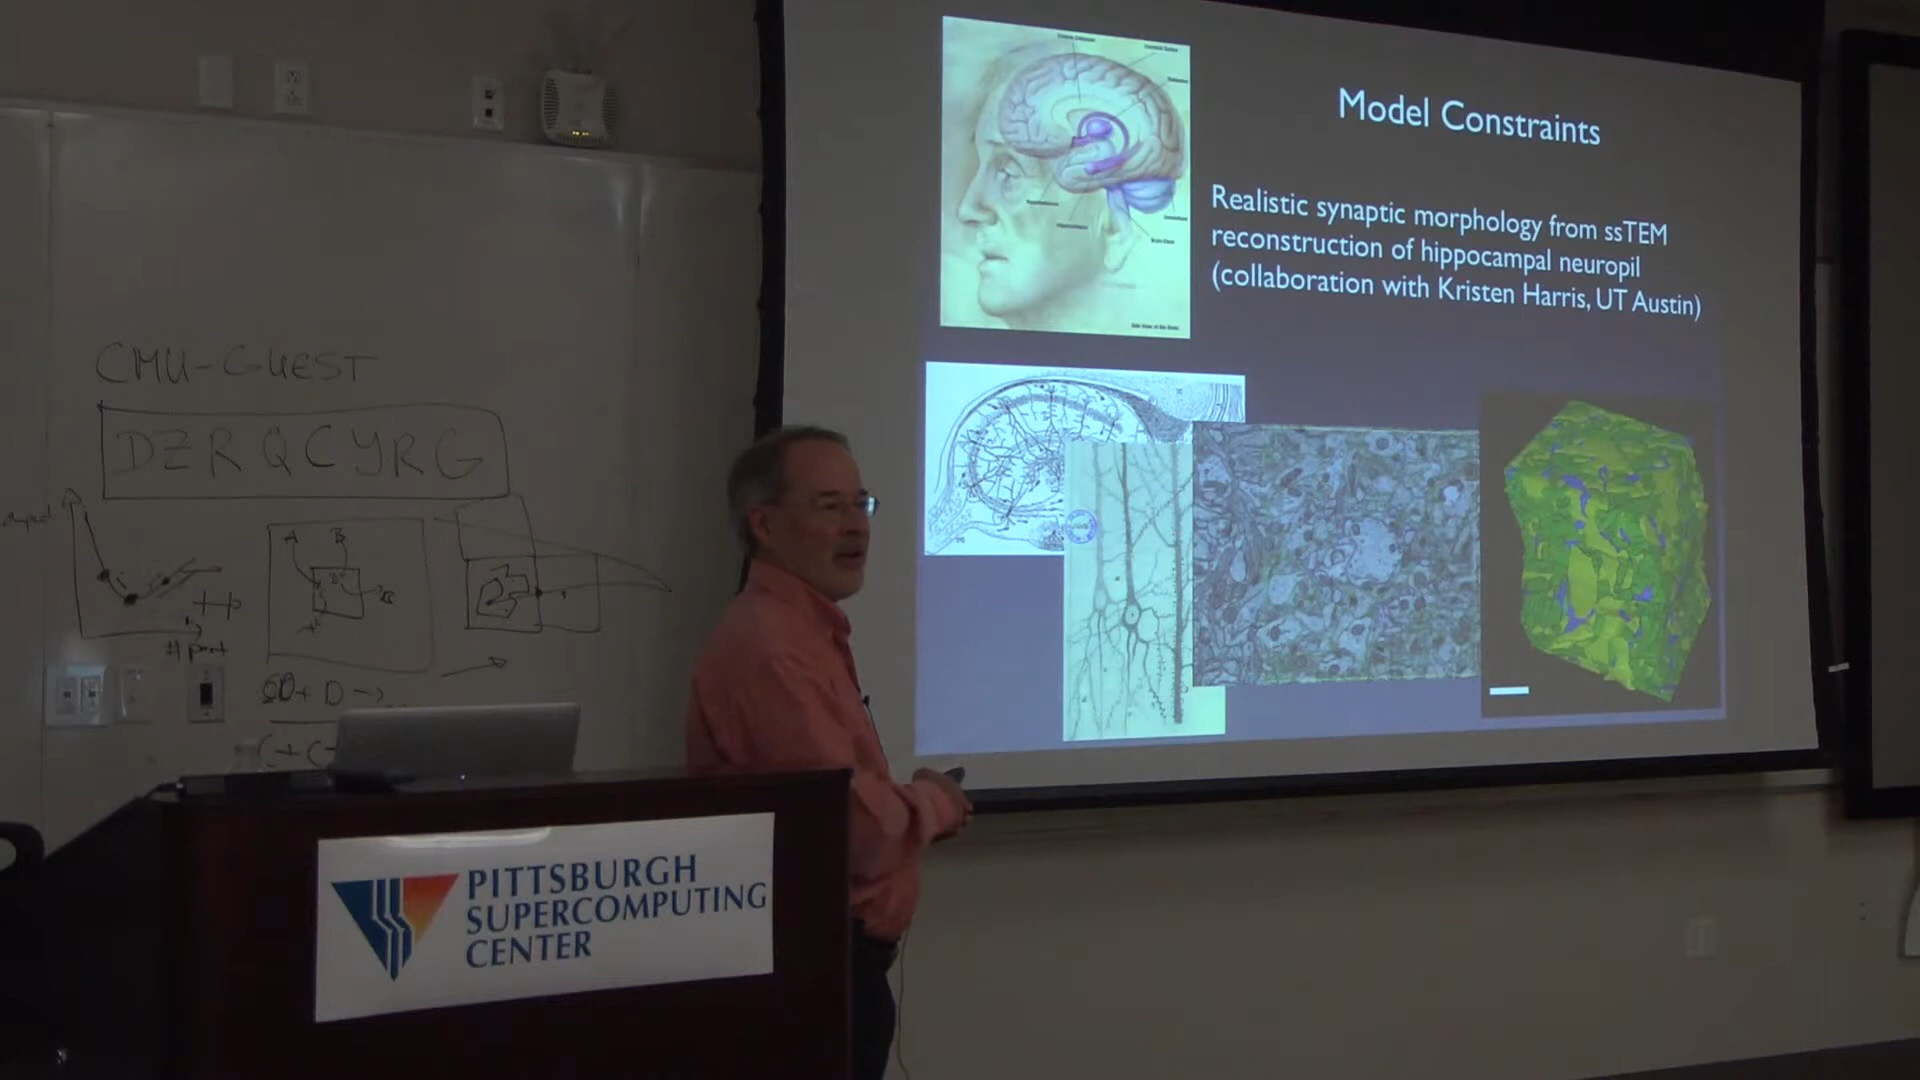 CMU-GUEST
DZRQCYRG
A B
# part
D →
Model Constraints
Realistic synaptic morphology from ssTEM
reconstruction of hippocampal neuropil
(collaboration with Kristen Harris, UT Austin)
PITTSBURGH
SUPERCOMPUTING
CENTER